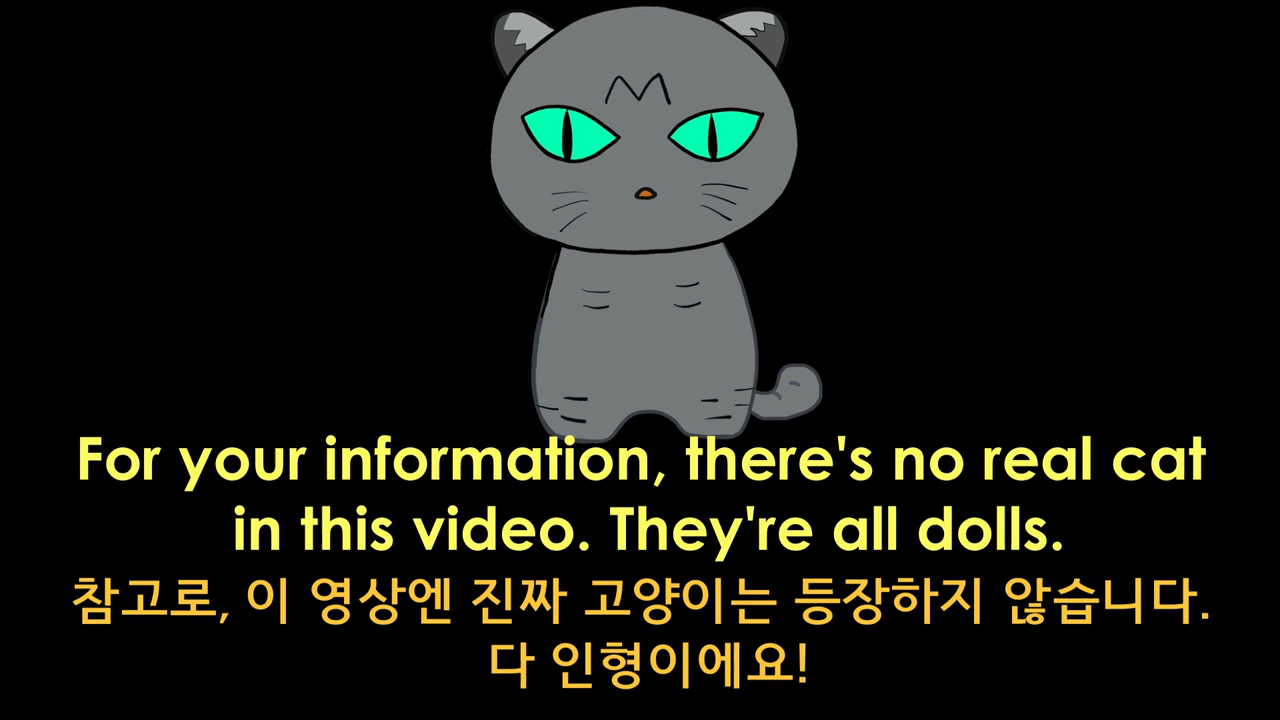 For your information, there's no real cat
in this video. They're all dolls.
참고로, 이 영상엔 진짜 고양이는 등장하지 않습니다.
다 인형이에요!